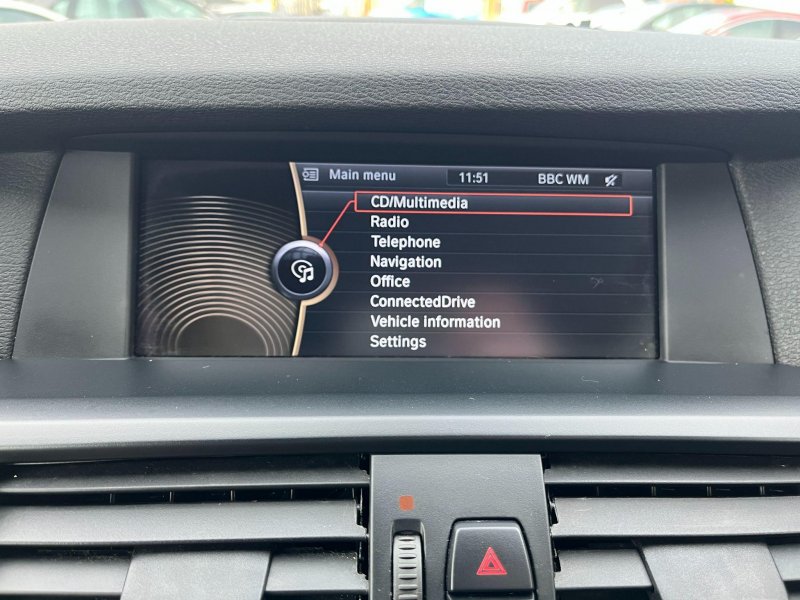 Main menu 11:51 BBC WM
CD/Multimedia
Radio
Telephone
Navigation
Office
ConnectedDrive
Vehicle information
Settings